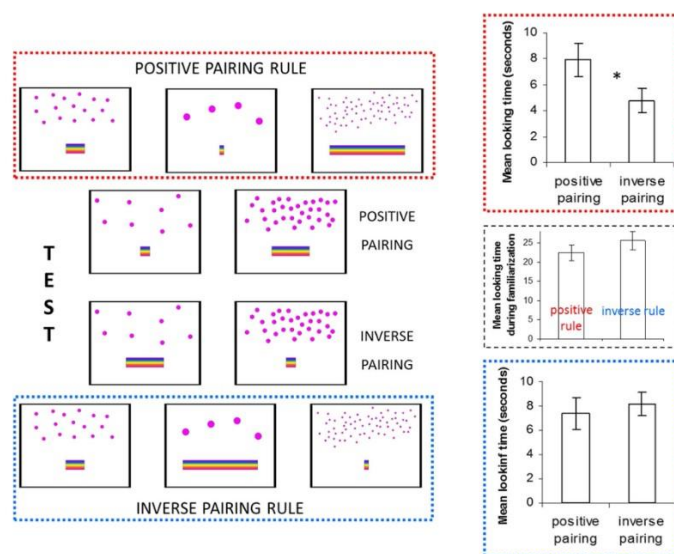 POSITIVE PAIRING RULE
POSITIVE
PAIRING
T
E
S
T
INVERSE
PAIRING
INVERSE PAIRING RULE
Mean looking time (seconds)
10
8
6
4
2
0
*
positive
pairing
inverse
pairing
Mean looking time
during familiarization
25
20
15
10
5
0
positive
rule
inverse rule
Mean lookinf time (seconds)
10
8
6
4
2
0
positive
pairing
inverse
pairing